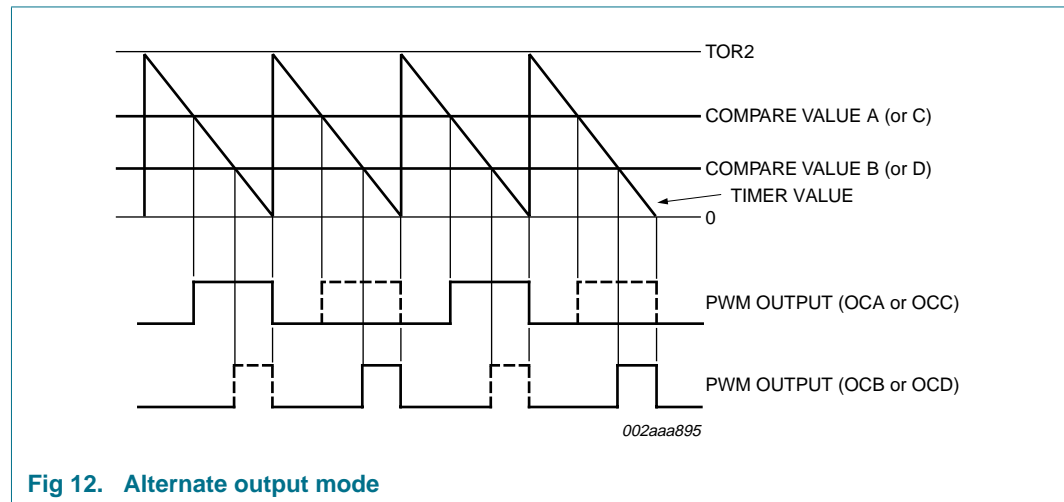 TOR2
COMPARE VALUE A (or C)
COMPARE VALUE B (or D)
TIMER VALUE
0
PWM OUTPUT (OCA or OCC)
PWM OUTPUT (OCB or OCD)
002aaa895
Fig 12. Alternate output mode